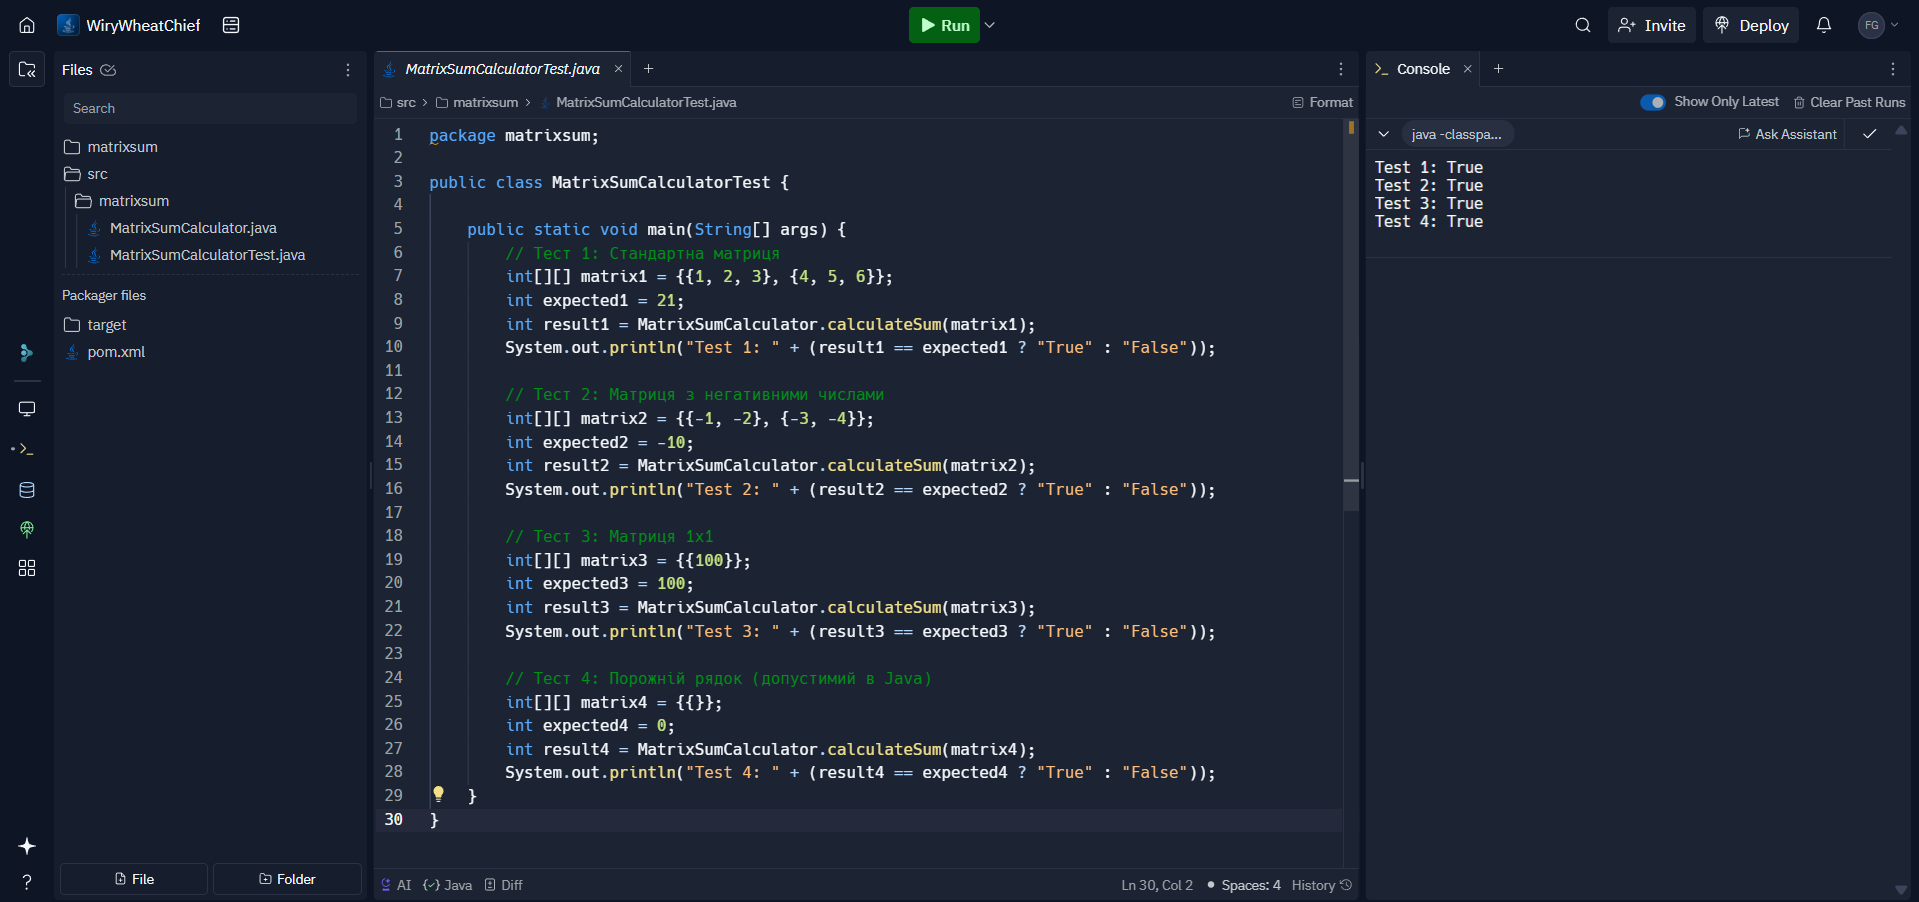 WiryWheatChief
Run
Invite
Deploy
FG
Files
Search
matrixsum
src
matrixsum
MatrixSumCalculator.java
MatrixSumCalculatorTest.java
Packager files
target
pom.xml
File
Folder
MatrixSumCalculatorTest.java
src > matrixsum > MatrixSumCalculatorTest.java
Format
1 package matrixsum;
2
3 public class MatrixSumCalculatorTest {
4
5 public static void main(String[] args) {
6 // Тест 1: Стандартна матриця
7 int[][] matrix1 = {{1, 2, 3}, {4, 5, 6}};
8 int expected1 = 21;
9 int result1 = MatrixSumCalculator.calculateSum(matrix1);
10 System.out.println("Test 1: " + (result1 == expected1 ? "True" : "False"));
11
12 // Тест 2: Матриця з негативними числами
13 int[][] matrix2 = {{-1, -2}, {-3, -4}};
14 int expected2 = -10;
15 int result2 = MatrixSumCalculator.calculateSum(matrix2);
16 System.out.println("Test 2: " + (result2 == expected2 ? "True" : "False"));
17
18 // Тест 3: Матриця 1x1
19 int[][] matrix3 = {{100}};
20 int expected3 = 100;
21 int result3 = MatrixSumCalculator.calculateSum(matrix3);
22 System.out.println("Test 3: " + (result3 == expected3 ? "True" : "False"));
23
24 // Тест 4: Порожній рядок (допустимий в Java)
25 int[][] matrix4 = {{}};
26 int expected4 = 0;
27 int result4 = MatrixSumCalculator.calculateSum(matrix4);
28 System.out.println("Test 4: " + (result4 == expected4 ? "True" : "False"));
29 }
30 }
AI Java Diff
Ln 30, Col 2 • Spaces: 4 History
Console
Show Only Latest
Clear Past Runs
java -classpa...
Ask Assistant
Test 1: True
Test 2: True
Test 3: True
Test 4: True